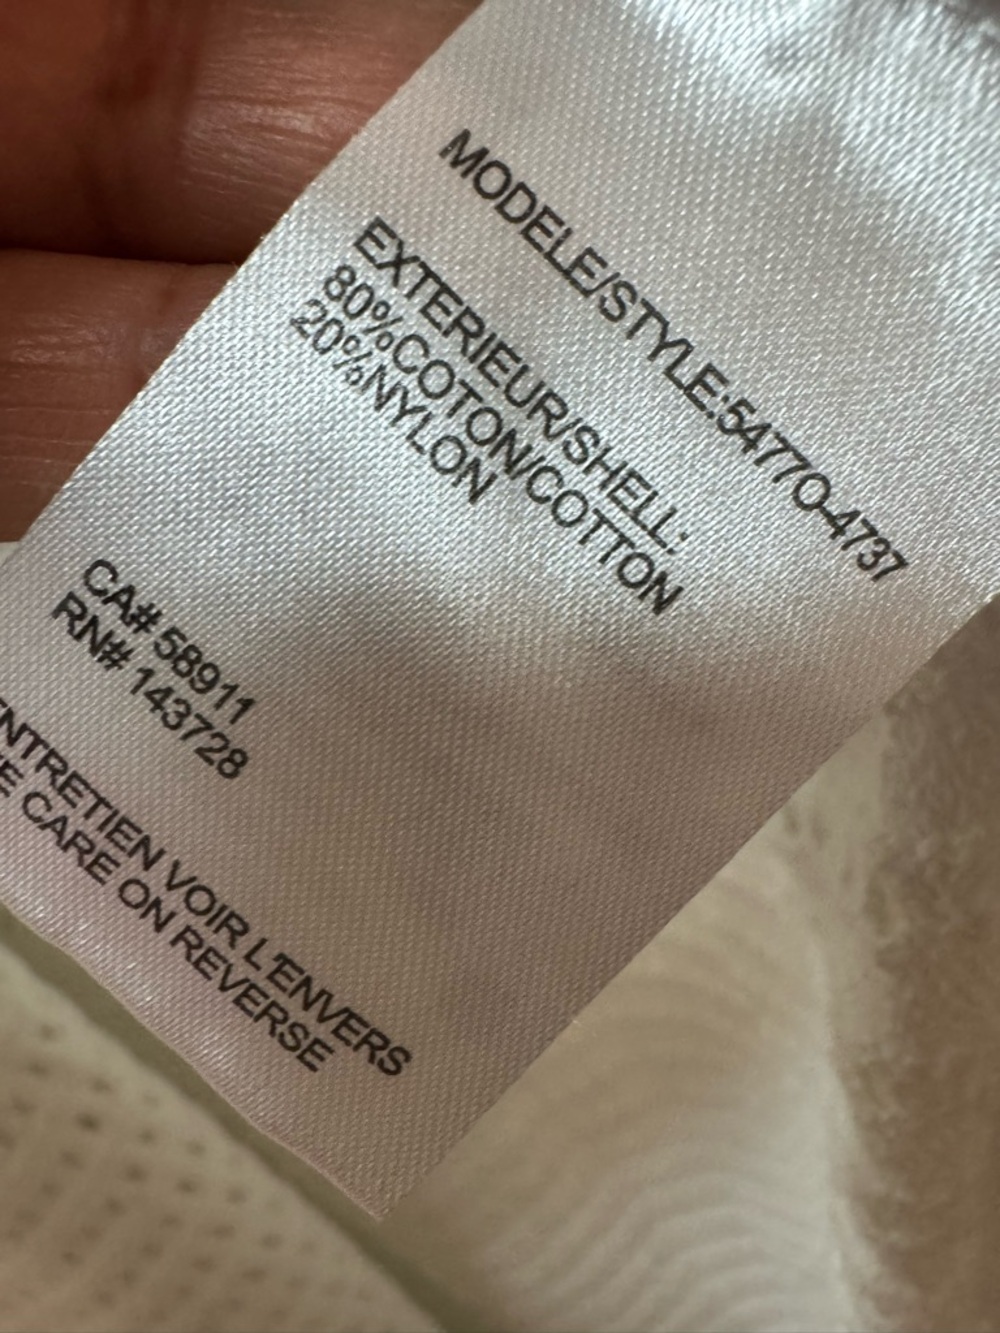 MODELE/STYLE:54770-4737
EXTERIEUR/SHELL:
80%COTON/COTTON
20%NYLON
CA# 58911
RN# 143728
VOIR L'ENVERS
CARE ON REVERSE